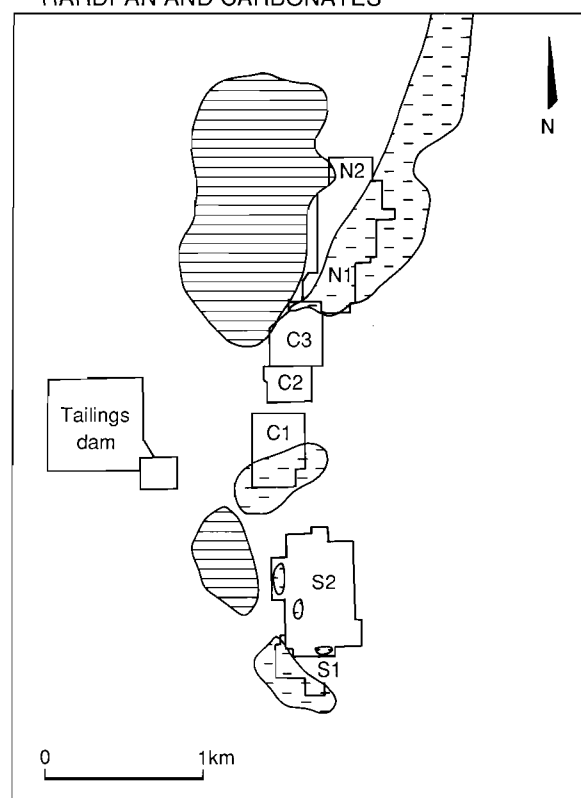 HARDPAN AND CARBONATES
N
N2
N1
C3
C2
C1
Tailings
dam
S2
S1
0 1km